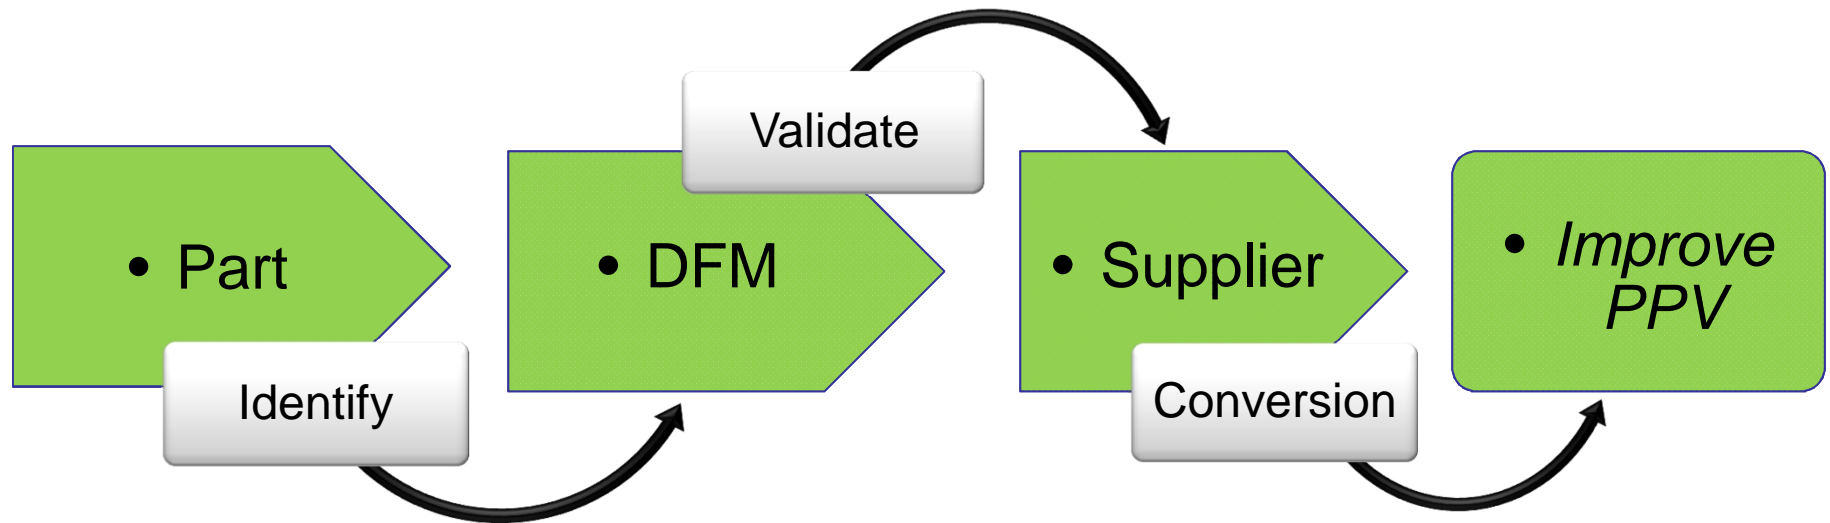 • Part
Identify
• DFM
Validate
• Supplier
Conversion
• Improve
PPV